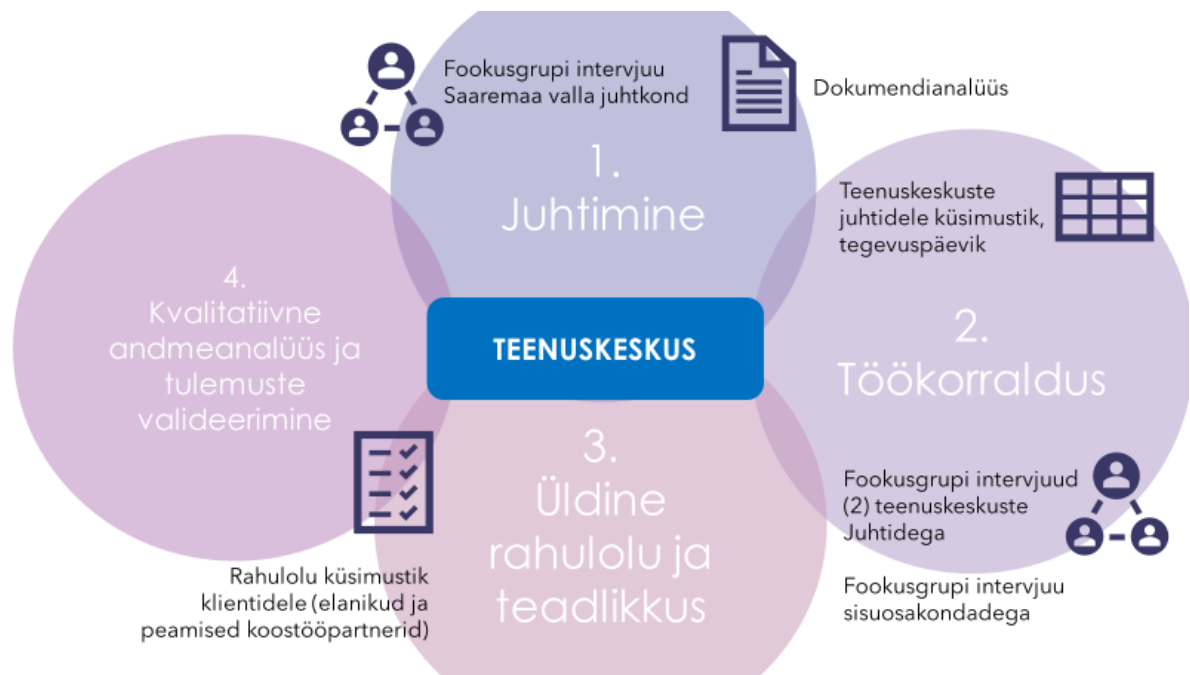 Fookusgrupi intervjuu
Saaremaa valla juhtkond
Dokumendianalüüs
1.
Juhtimine
Teenuskeskuste
juhtidele küsimustik,
tegevuspäevik
2.
Töökorraldus
4.
Kvalitatiivne
andmeanalüüs ja
tulemuste
valideerimine
TEENUSKESKUS
3.
Üldine
rahulolu ja
teadlikkus
Fookusgrupi intervjuud
(2) teenuskeskuste
Juhtidega
Fookusgrupi intervjuu
sisuosakondadega
Rahulolu küsimustik
klientidele (elanikud ja
peamised koostööpartnerid)